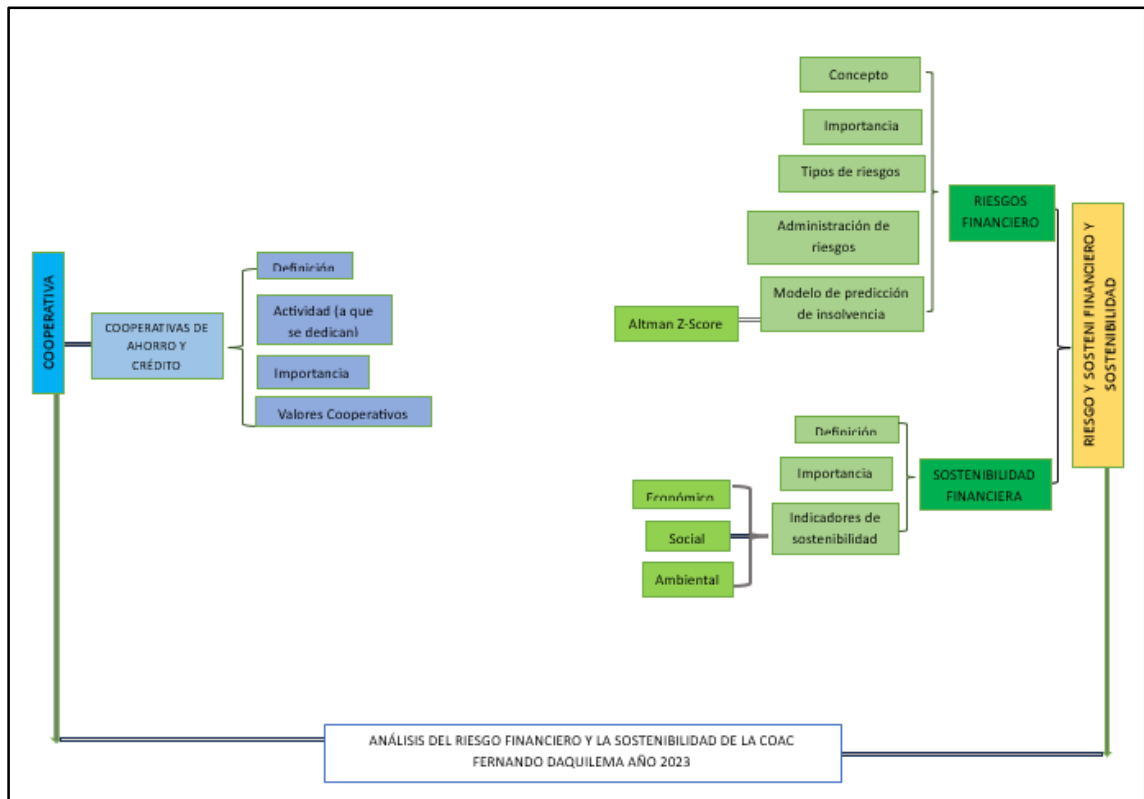 COOPERATIVA
COOPERATIVAS DE
AHORRO Y
CRÉDITO
Definición
Actividad (a que
se dedican)
Importancia
Valores Cooperativos
Concepto
Importancia
Tipos de riesgos
Administración de
riesgos
Modelo de predicción
de insolvencia
Altman Z-Score
RIESGOS
FINANCIERO
RIESGO Y SOSTENI FINANCIERO Y
SOSTENIBILIDAD
Definición
Importancia
Indicadores de
sostenibilidad
SOSTENIBILIDAD
FINANCIERA
Económico
Social
Ambiental
ANÁLISIS DEL RIESGO FINANCIERO Y LA SOSTENIBILIDAD DE LA COAC
FERNANDO DAQUILEMA AÑO 2023